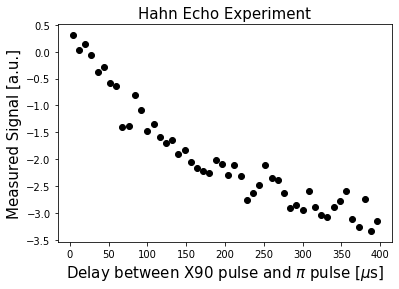 Hahn Echo Experiment
Measured Signal [a.u.]
0.5
0.0
−0.5
−1.0
−1.5
−2.0
−2.5
−3.0
−3.5
0 50 100 150 200 250 300 350 400
Delay between X90 pulse and π pulse [μs]